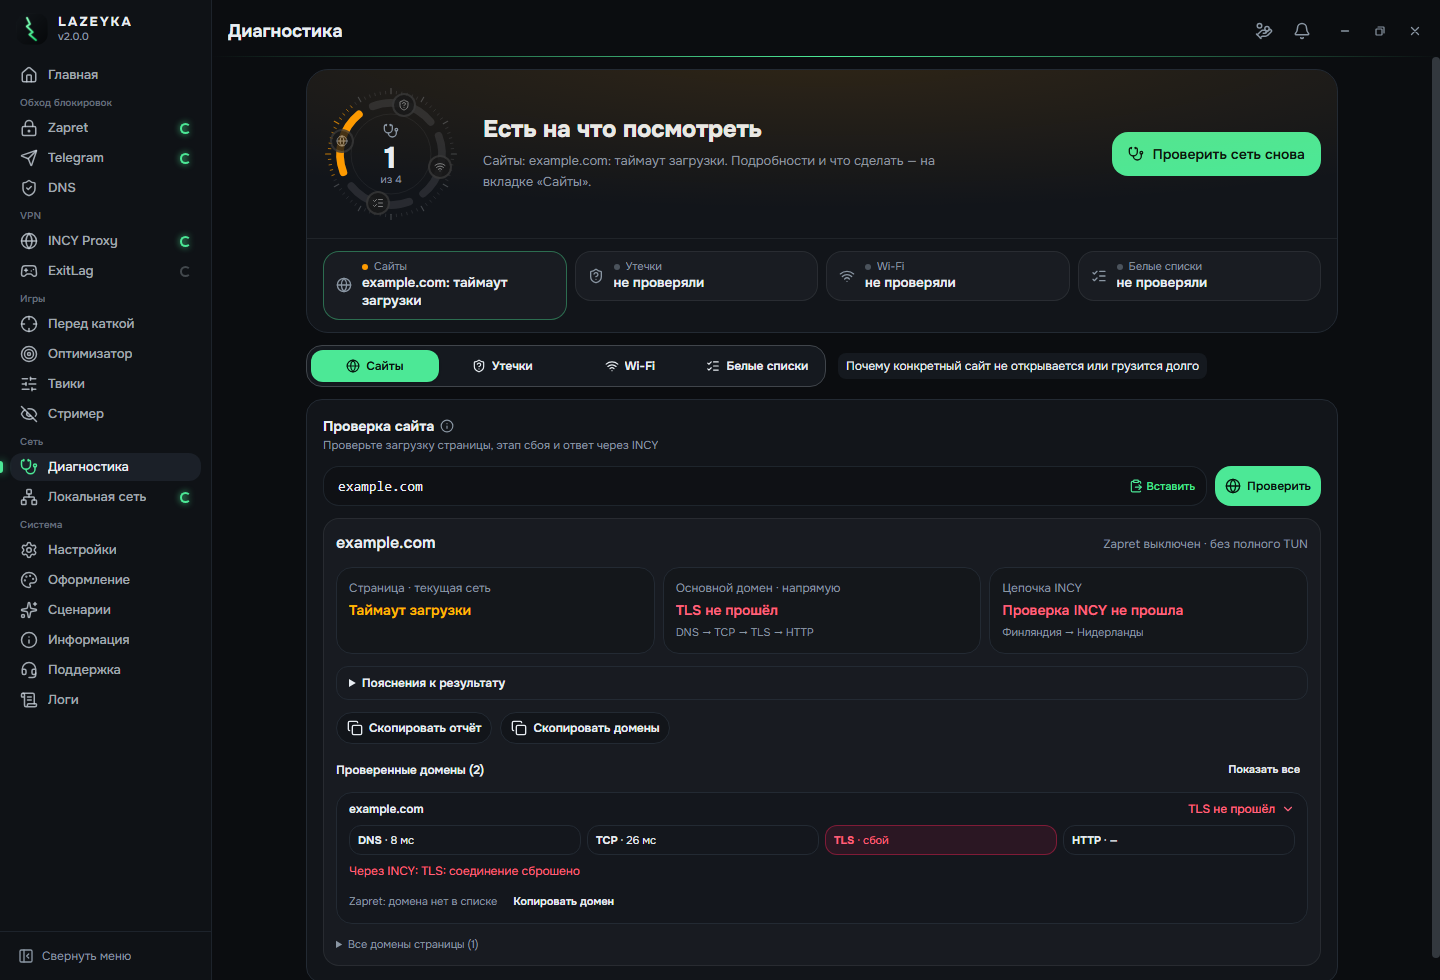 LAZEYKA
v2.0.0
Главная
Обход блокировок
Zapret
Telegram
DNS
VPN
INCY Proxy
ExitLag
Игры
Перед каткой
Оптимизатор
Твики
Стример
Сеть
Диагностика
Локальная сеть
Система
Настройки
Оформление
Сценарии
Информация
Поддержка
Логи
Свернуть меню
Диагностика
1
из 4
Есть на что посмотреть
Сайты: example.com: таймаут загрузки. Подробности и что сделать — на
вкладке «Сайты».
Проверить сеть снова
Сайты
example.com: таймаут
загрузки
Утечки
не проверяли
Wi-Fi
не проверяли
Белые списки
не проверяли
Сайты
Утечки
Wi-Fi
Белые списки
Почему конкретный сайт не открывается или грузится долго
Проверка сайта
Проверьте загрузку страницы, этап сбоя и ответ через INCY
example.com
Вставить
Проверить
example.com
Zapret выключен · без полного TUN
Страница · текущая сеть
Таймаут загрузки
Основной домен · напрямую
TLS не прошёл
DNS → TCP → TLS → HTTP
Цепочка INCY
Проверка INCY не прошла
Финляндия → Нидерланды
Пояснения к результату
Скопировать отчёт
Скопировать домены
Проверенные домены (2)
Показать все
example.com
TLS не прошёл
DNS · 8 мс
TCP · 26 мс
TLS · сбой
HTTP · —
Через INCY: TLS: соединение сброшено
Zapret: домена нет в списке
Копировать домен
Все домены страницы (1)